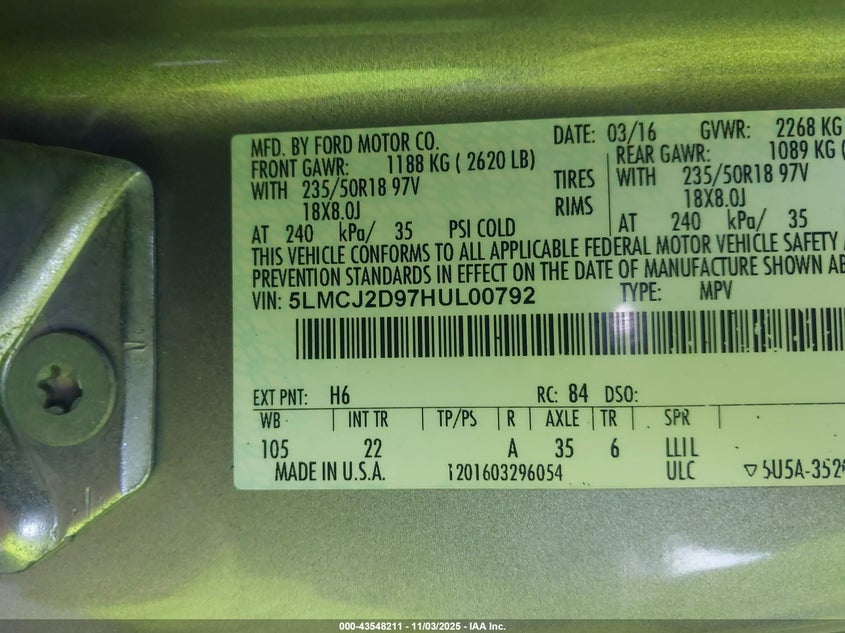 MFD. BY FORD MOTOR CO. DATE: 03/16 GVWR: 2268 KG
FRONT GAWR: 1188 KG ( 2620 LB) REAR GAWR: 1089 KG (
WITH 235/50R18 97V TIRES WITH 235/50R18 97V
18X8.0J RIMS 18X8.0J
AT 240 kPa/ 35 PSI COLD AT 240 kPa/ 35
THIS VEHICLE CONFORMS TO ALL APPLICABLE FEDERAL MOTOR VEHICLE SAFETY
PREVENTION STANDARDS IN EFFECT ON THE DATE OF MANUFACTURE SHOWN AB
VIN: 5LMCJ2D97HUL00792 TYPE: MPV
EXT PNT: H6 RC: 84 DSO:
WB INT TR TP/PS R AXLE TR SPR
105 22 A 35 6 LLIL
MADE IN U.S.A. 1201603296054 ULC
000-43548211 - 11/03/2025 - IAA Inc.